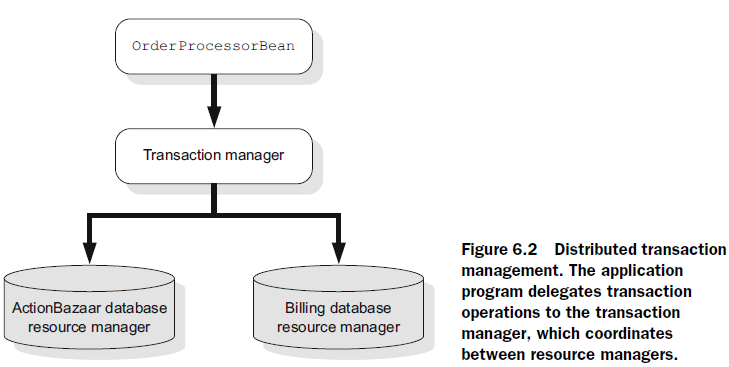 OrderProcessorBean
Transaction manager
ActionBazaar database
resource manager
Billing database
resource manager
Figure 6.2 Distributed transaction
management. The application
program delegates transaction
operations to the transaction
manager, which coordinates
between resource managers.